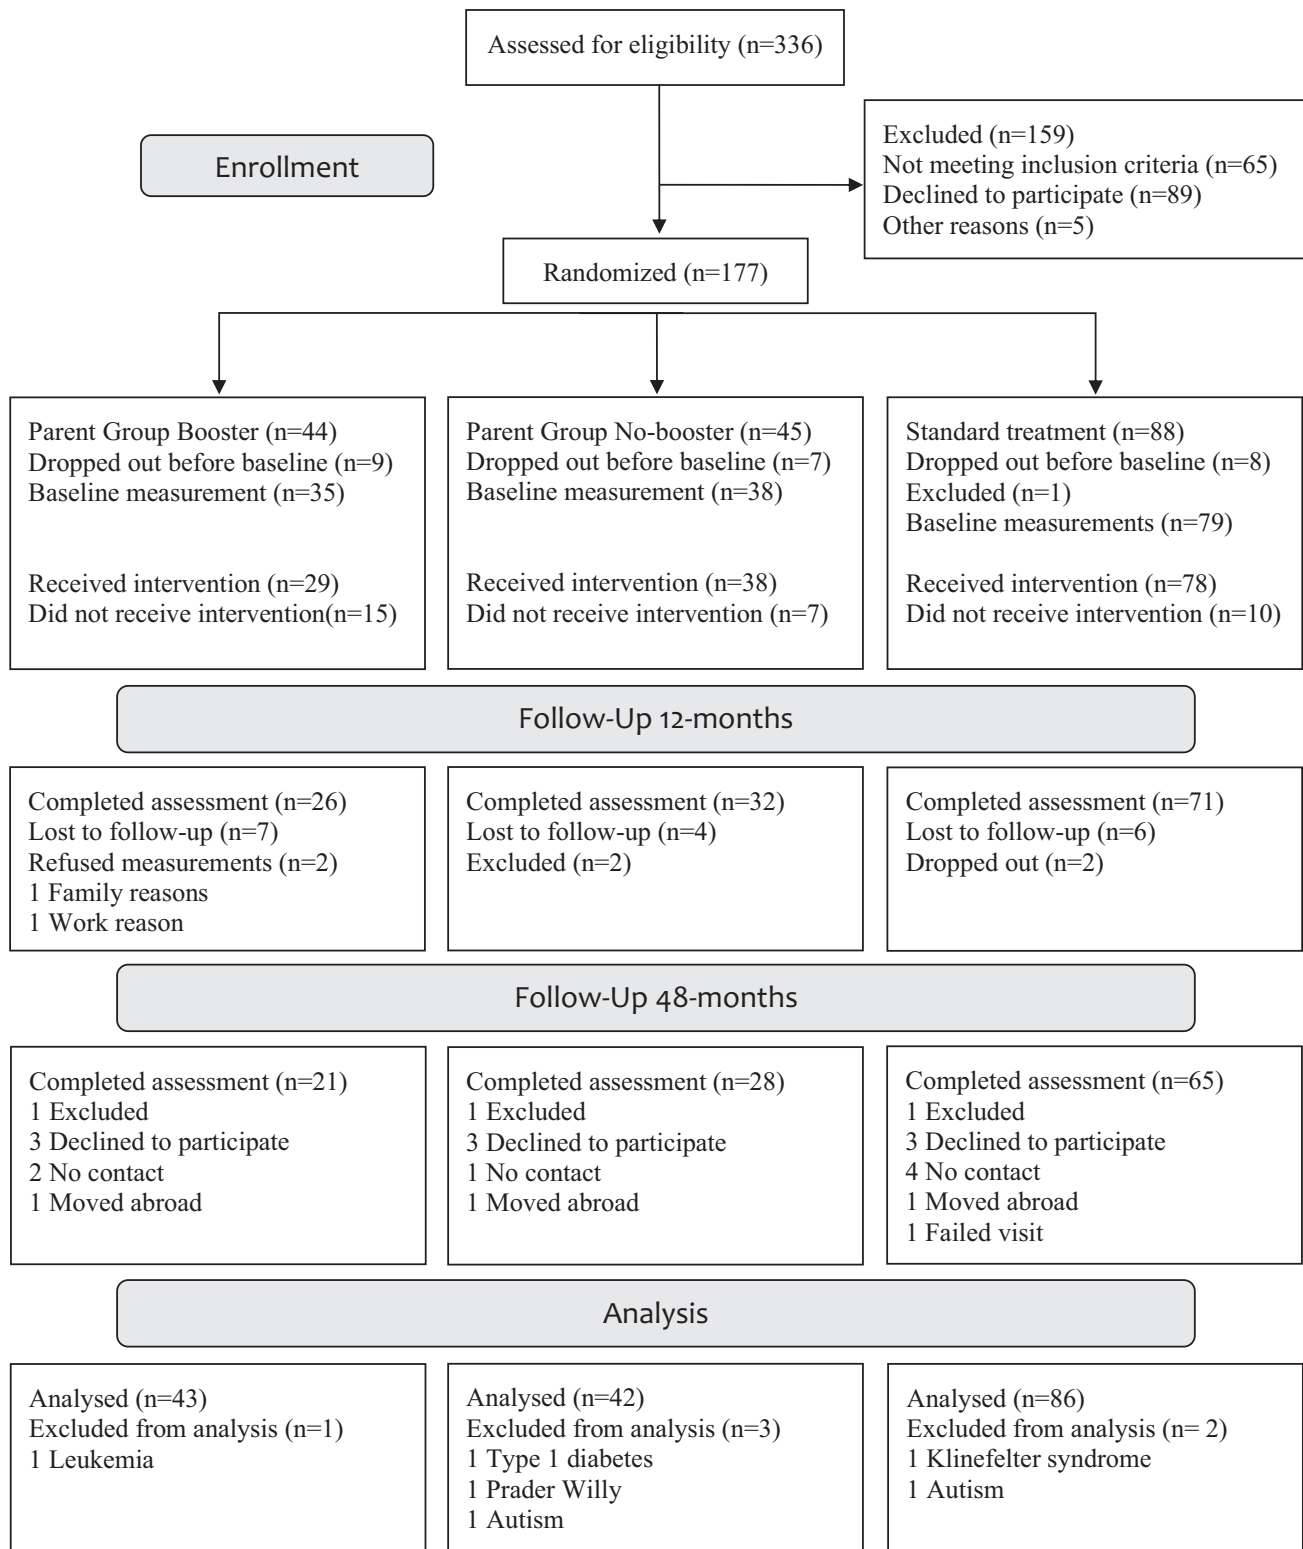 Assessed for eligibility (n=336)
Enrollment
Excluded (n=159)
Not meeting inclusion criteria (n=65)
Declined to participate (n=89)
Other reasons (n=5)
Randomized (n=177)
Parent Group Booster (n=44)
Dropped out before baseline (n=9)
Baseline measurement (n=35)
Received intervention (n=29)
Did not receive intervention(n=15)
Parent Group No-booster (n=45)
Dropped out before baseline (n=7)
Baseline measurement (n=38)
Received intervention (n=38)
Did not receive intervention (n=7)
Standard treatment (n=88)
Dropped out before baseline (n=8)
Excluded (n=1)
Baseline measurements (n=79)
Received intervention (n=78)
Did not receive intervention (n=10)
Follow-Up 12-months
Completed assessment (n=26)
Lost to follow-up (n=7)
Refused measurements (n=2)
1 Family reasons
1 Work reason
Completed assessment (n=32)
Lost to follow-up (n=4)
Excluded (n=2)
Completed assessment (n=71)
Lost to follow-up (n=6)
Dropped out (n=2)
Follow-Up 48-months
Completed assessment (n=21)
1 Excluded
3 Declined to participate
2 No contact
1 Moved abroad
Completed assessment (n=28)
1 Excluded
3 Declined to participate
1 No contact
1 Moved abroad
Completed assessment (n=65)
1 Excluded
3 Declined to participate
4 No contact
1 Moved abroad
1 Failed visit
Analysis
Analysed (n=43)
Excluded from analysis (n=1)
1 Leukemia
Analysed (n=42)
Excluded from analysis (n=3)
1 Type 1 diabetes
1 Prader Willy
1 Autism
Analysed (n=86)
Excluded from analysis (n= 2)
1 Klinefelter syndrome
1 Autism